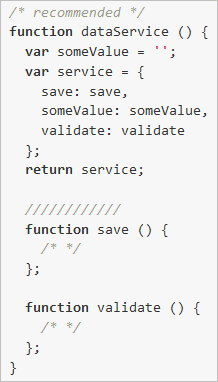 /* recommended */
function dataService () {
  var someValue = '';
  var service = {
    save: save,
    someValue: someValue,
    validate: validate
  };
  return service;

  ////////////
  function save () {
    /* */
  };

  function validate () {
    /* */
  };
}